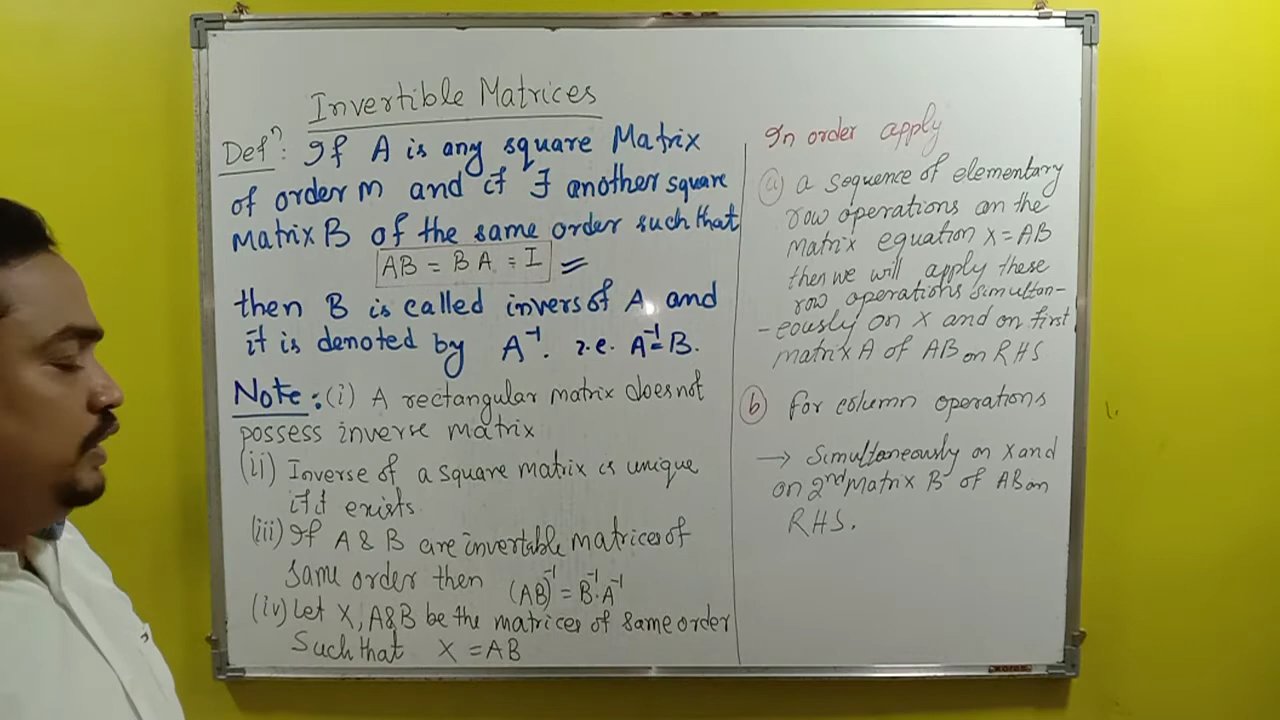 Invertible Matrices
Defⁿ: If A is any square Matrix
of order m and if ∃ another square
Matrix B of the same order such that
AB = BA = I
then B is called invers of A, and
it is denoted by A⁻¹. i.e. A⁻¹=B.
Note: (i) A rectangular matrix does not
possess inverse matrix
(ii) Inverse of a square matrix is unique
if it exists.
(iii) If A & B are invertable matrices of
same order then (AB)⁻¹ = B⁻¹.A⁻¹
(iv) Let X, A&B be the matrices of same order
Such that X = AB
In order apply
(a) a sequence of elementary
row operations on the
Matrix equation X = AB
then we will apply these
row operations simultan-
-eously on X and on first
matrix A of AB on RHS
(b) for column operations
→ Simultaneously on X and
on 2nd Matrix B of AB on
RHS.